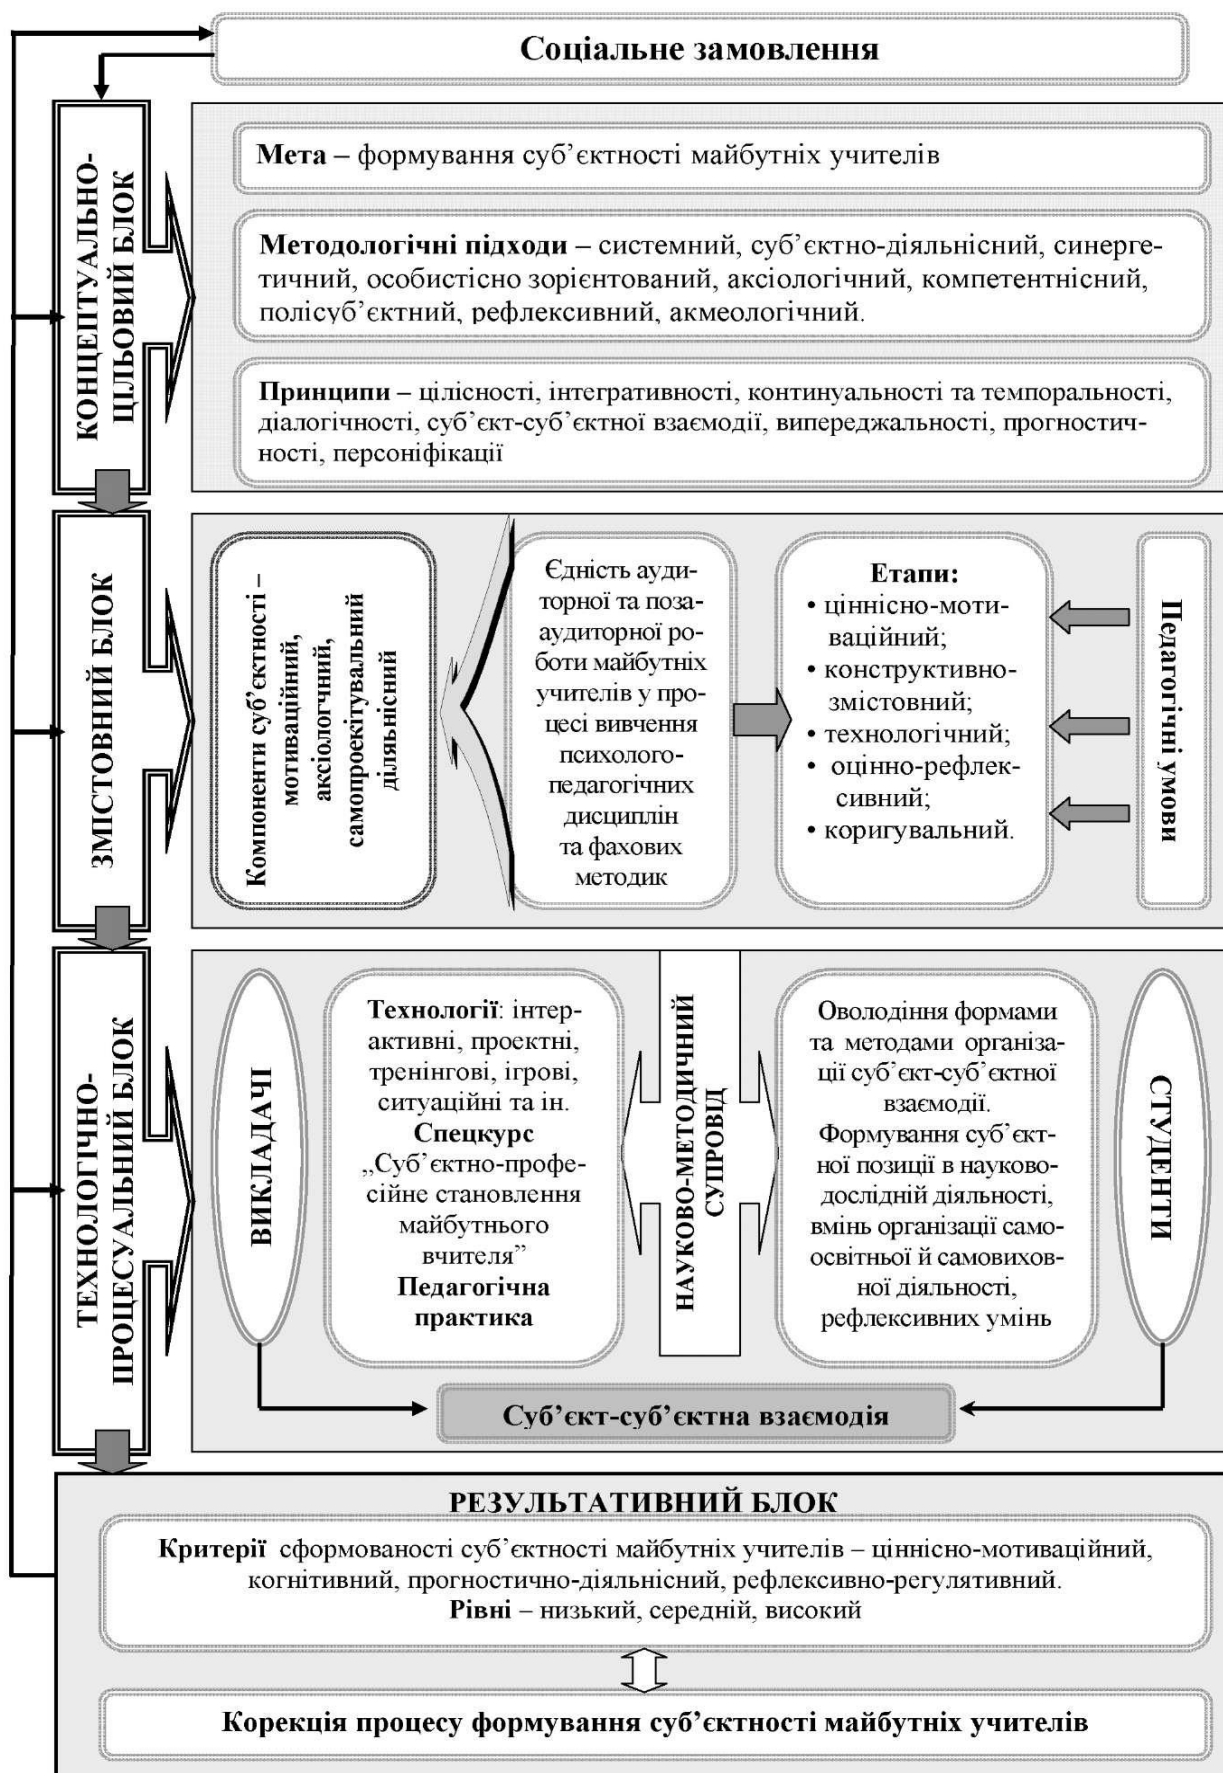 Соціальне замовлення
КОНЦЕПТУАЛЬНО-
ЦІЛЬОВИЙ БЛОК
Мета – формування суб’єктності майбутніх учителів
Методологічні підходи – системний, суб’єктно-діяльнісний, синерге-
тичний, особистісно зорієнтований, аксіологічний, компетентнісний,
полісуб’єктний, рефлексивний, акмеологічний.
Принципи – цілісності, інтегративності, континуальності та темпоральності,
діалогічності, суб’єкт-суб’єктної взаємодії, випереджальності, прогностич-
ності, персоніфікації
ЗМІСТОВНИЙ БЛОК
Компоненти суб’єктності –
мотиваційний,
аксіологчний,
самопроектувальний
діляьнісний
Єдність ауди-
торної та поза-
аудиторної ро-
боти майбутніх
учителів у про-
цесі вивчення
психолого-
педагогічних
дисциплін
та фахових
методик
Етапи:
• ціннісно-моти-
ваційний;
• конструктивно-
змістовний;
• технологічний;
• оцінно-рефлек-
сивний;
• коригувальний.
Педагогічні умови
ТЕХНОЛОГІЧНО-
ПРОЦЕСУАЛЬНИЙ БЛОК
ВИКЛАДАЧІ
Технології: інтер-
активні, проектні,
тренінгові, ігрові,
ситуаційні та ін.
Спецкурс
„Суб’єктно-профе-
сійне становлення
майбутнього
вчителя”
Педагогічна
практика
НАУКОВО-МЕТОДИЧНИЙ
СУПРОВІД
Оволодіння формами
та методами організа-
ції суб’єкт-суб’єктної
взаємодії.
Формування суб’єкт-
ної позиції в науково-
дослідній діяльності,
вмінь організації само-
освітньої й самовихов-
ної діяльності,
рефлексивних умінь
СТУДЕНТИ
Суб’єкт-суб’єктна взаємодія
РЕЗУЛЬТАТИВНИЙ БЛОК
Критерії сформованості суб’єктності майбутніх учителів – ціннісно-мотиваційний,
когнітивний, прогностично-діяльнісний, рефлексивно-регулятивний.
Рівні – низький, середній, високий
Корекція процесу формування суб’єктності майбутніх учителів